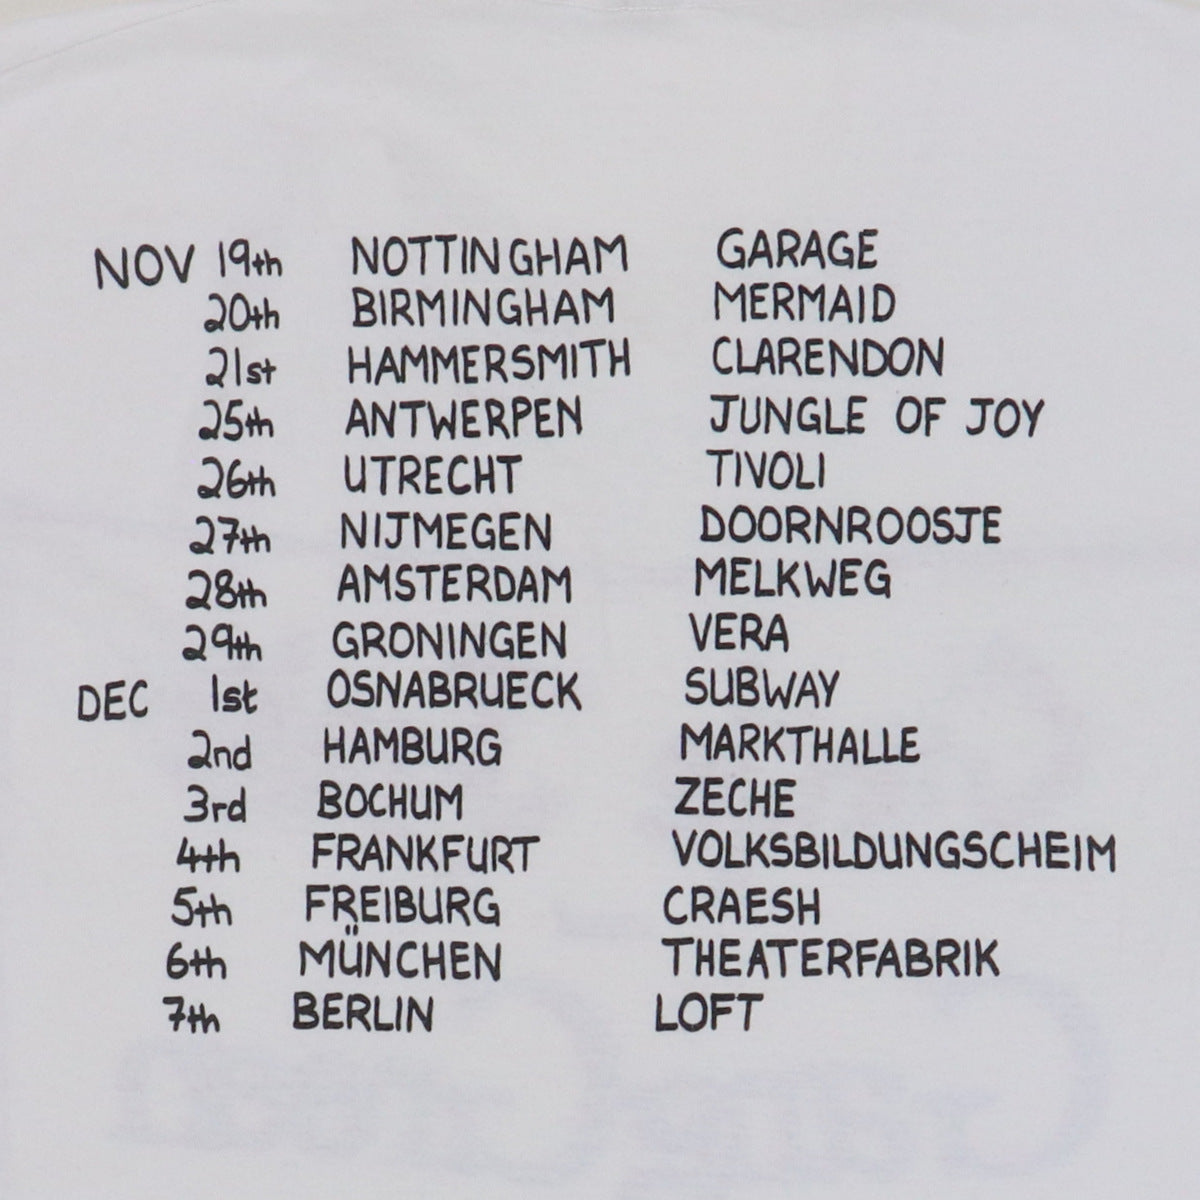 NOV 19th NOTTINGHAM GARAGE
20th BIRMINGHAM MERMAID
21st HAMMERSMITH CLARENDON
25th ANTWERPEN JUNGLE OF JOY
26th UTRECHT TIVOLI
27th NIJMEGEN DOORNROOSJE
28th AMSTERDAM MELKWEG
29th GRONINGEN VERA
DEC 1st OSNABRUECK SUBWAY
2nd HAMBURG MARKTHALLE
3rd BOCHUM ZECHE
4th FRANKFURT VOLKSBILDUNGSCHEIM
5th FREIBURG CRAESH
6th MÜNCHEN THEATERFABRIK
7th BERLIN LOFT